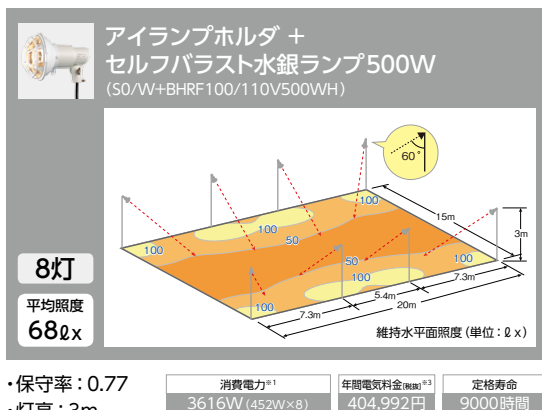 アイランプホルダ +
セルフバラスト水銀ランプ500W
(S0/W+BHRF100/110V500WH)
60°
100
100
100
50
15m
3m
50
100
100
100
7.3m
5.4m
7.3m
20m
8灯
平均照度
68ℓx
維持水平面照度(単位:ℓx)
・保守率:0.77
・灯高:3m
消費電力※1
3616W(452W×8)
年間電気料金[税抜]※3
404,992円
定格寿命
9000時間